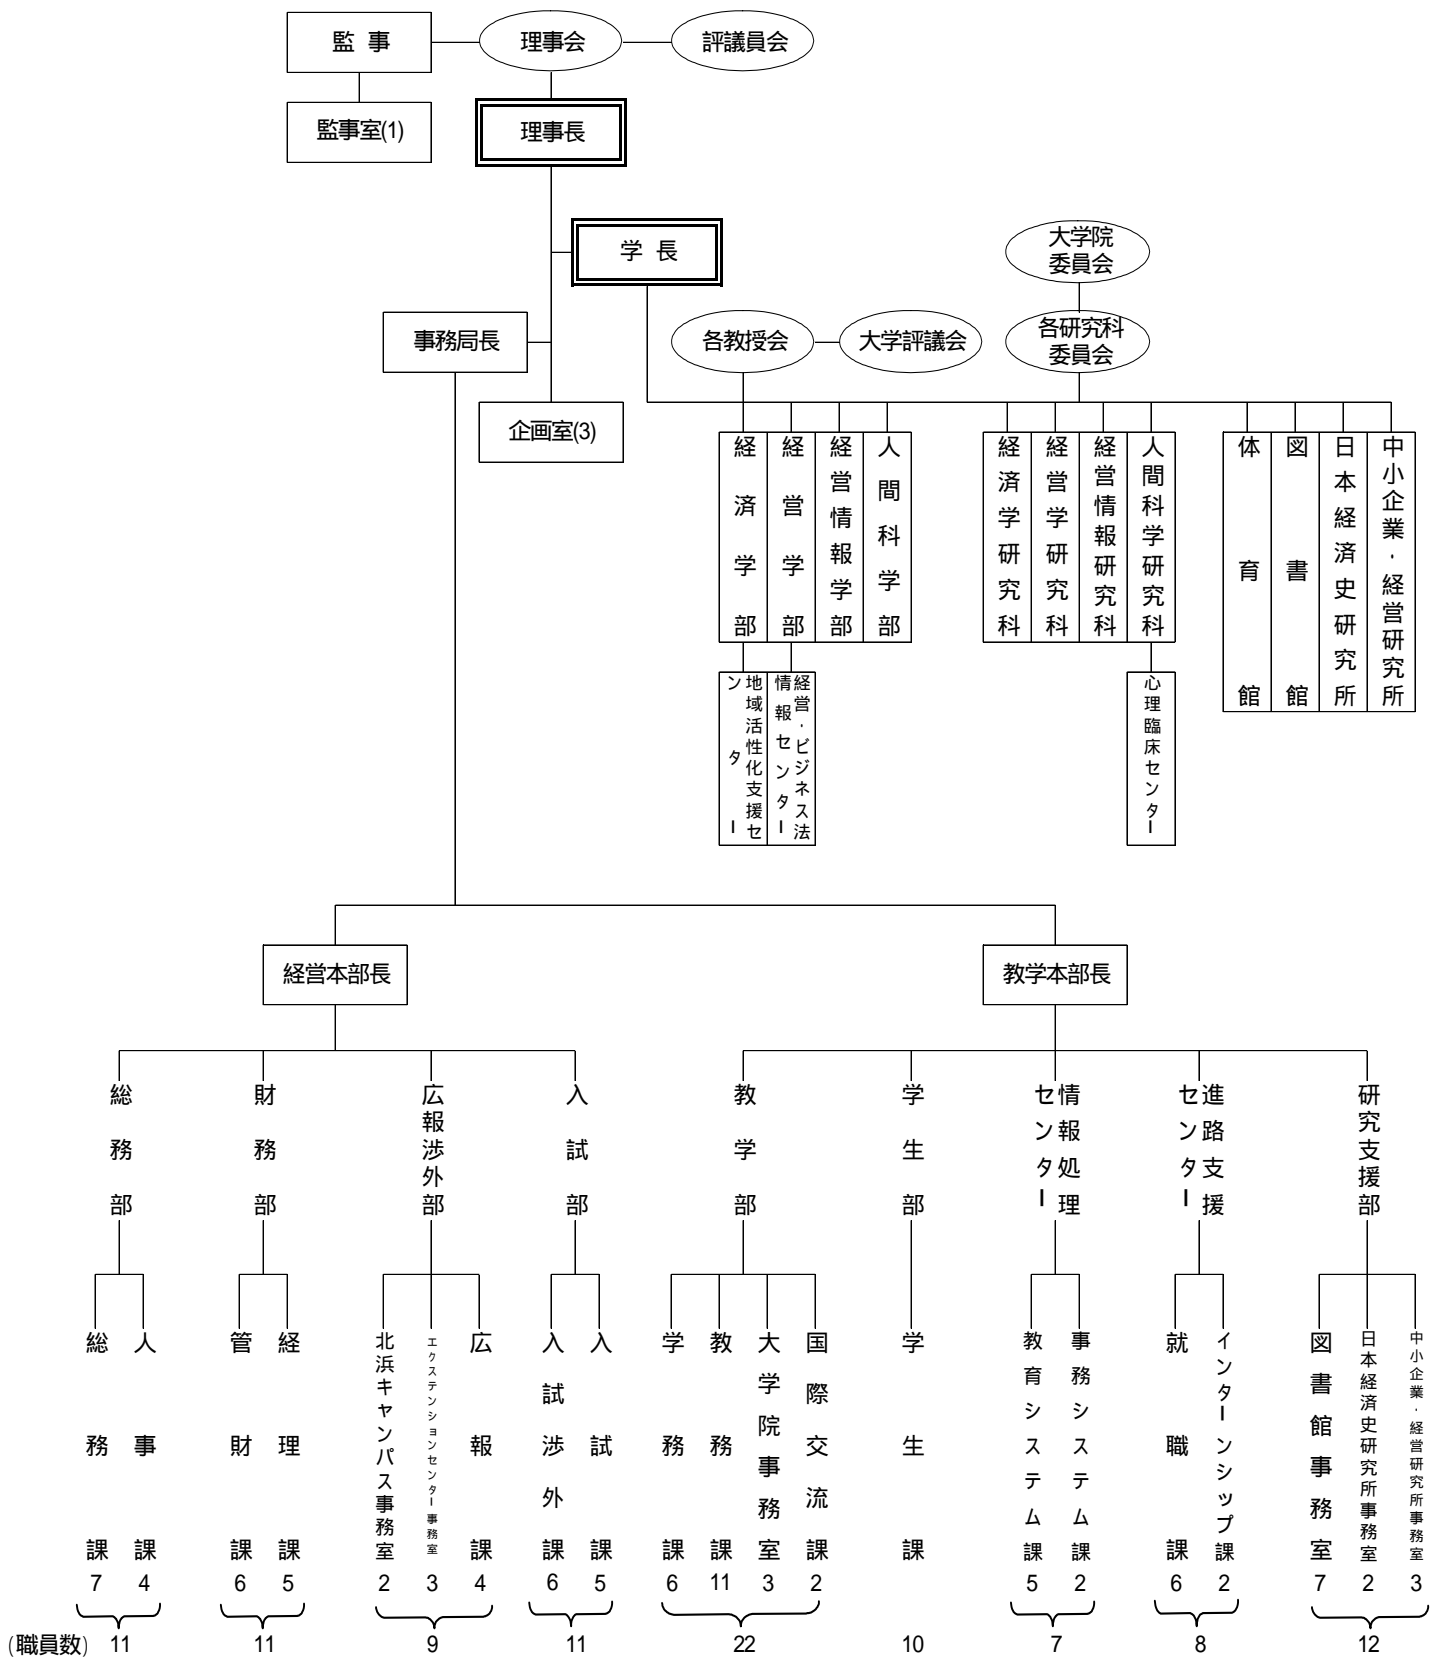 監 事
理事会
評議員会
監事室(1)
理事長
学 長
大学院
委員会
事務局長
各教授会
大学評議会
各研究科
委員会
企画室(3)
経済学部
経営学部
経営情報学部
人間科学部
経済学研究科
経営学研究科
経営情報研究科
人間科学研究科
体育館
図書館
日本経済史研究所
中小企業・経営研究所
地域活性化支援セ
ンター
経営・ビジネス法
情報センター
心理臨床センター
経営本部長
教学本部長
総務部
財務部
広報渉外部
入試部
教学部
学生部
情報処理
センター
進路支援
センター
研究支援部
総務課
人事課
管財課
経理課
北浜キャンパス事務室
エクステンションセンター事務室
広報課
入試渉外課
入試課
学務課
教務課
大学院事務室
国際交流課
学生課
教育システム課
事務システム課
就職課
インターンシップ課
図書館事務室
日本経済史研究所事務室
中小企業・経営研究所事務室
7 4 6 5 2 3 4 6 5 6 11 3 2 5 2 6 2 7 2 3
(職員数) 11 11 9 11 22 10 7 8 12